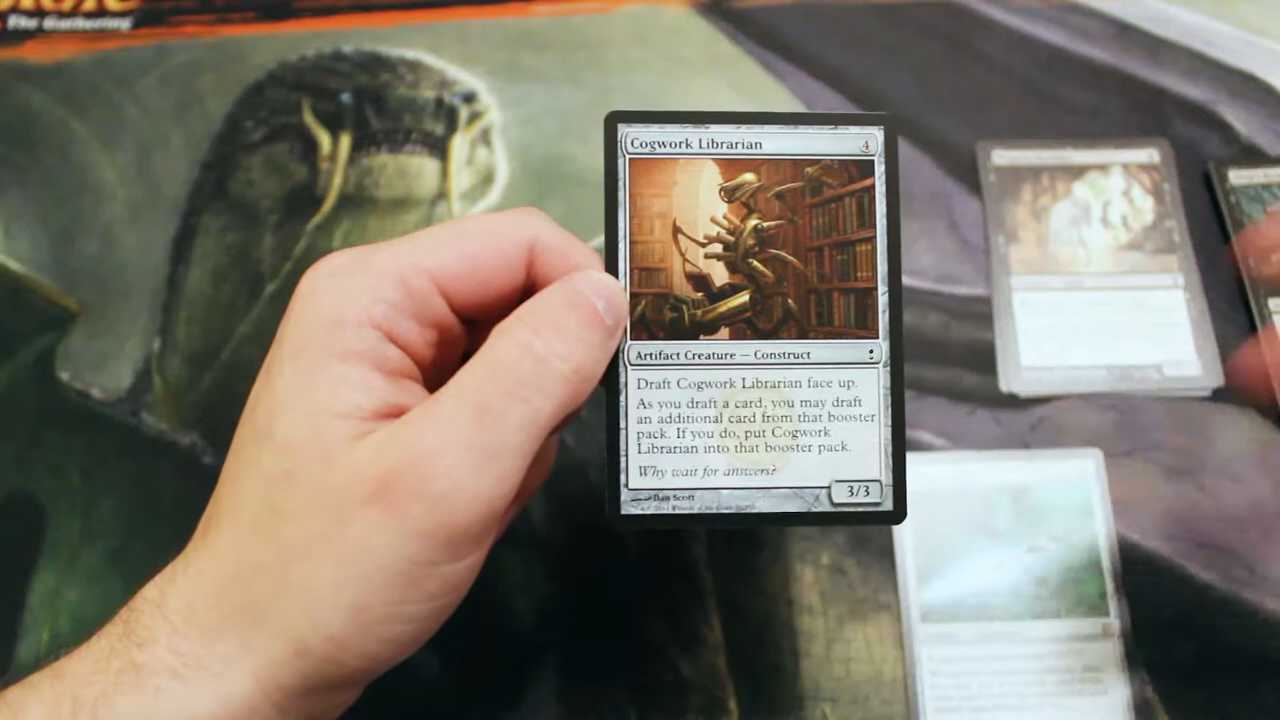 The Gathering
Cogwork Librarian 4
Artifact Creature — Construct
Draft Cogwork Librarian face up.
As you draft a card, you may draft
an additional card from that booster
pack. If you do, put Cogwork
Librarian into that booster pack.
Why wait for answers?
3/3
Dan Scott